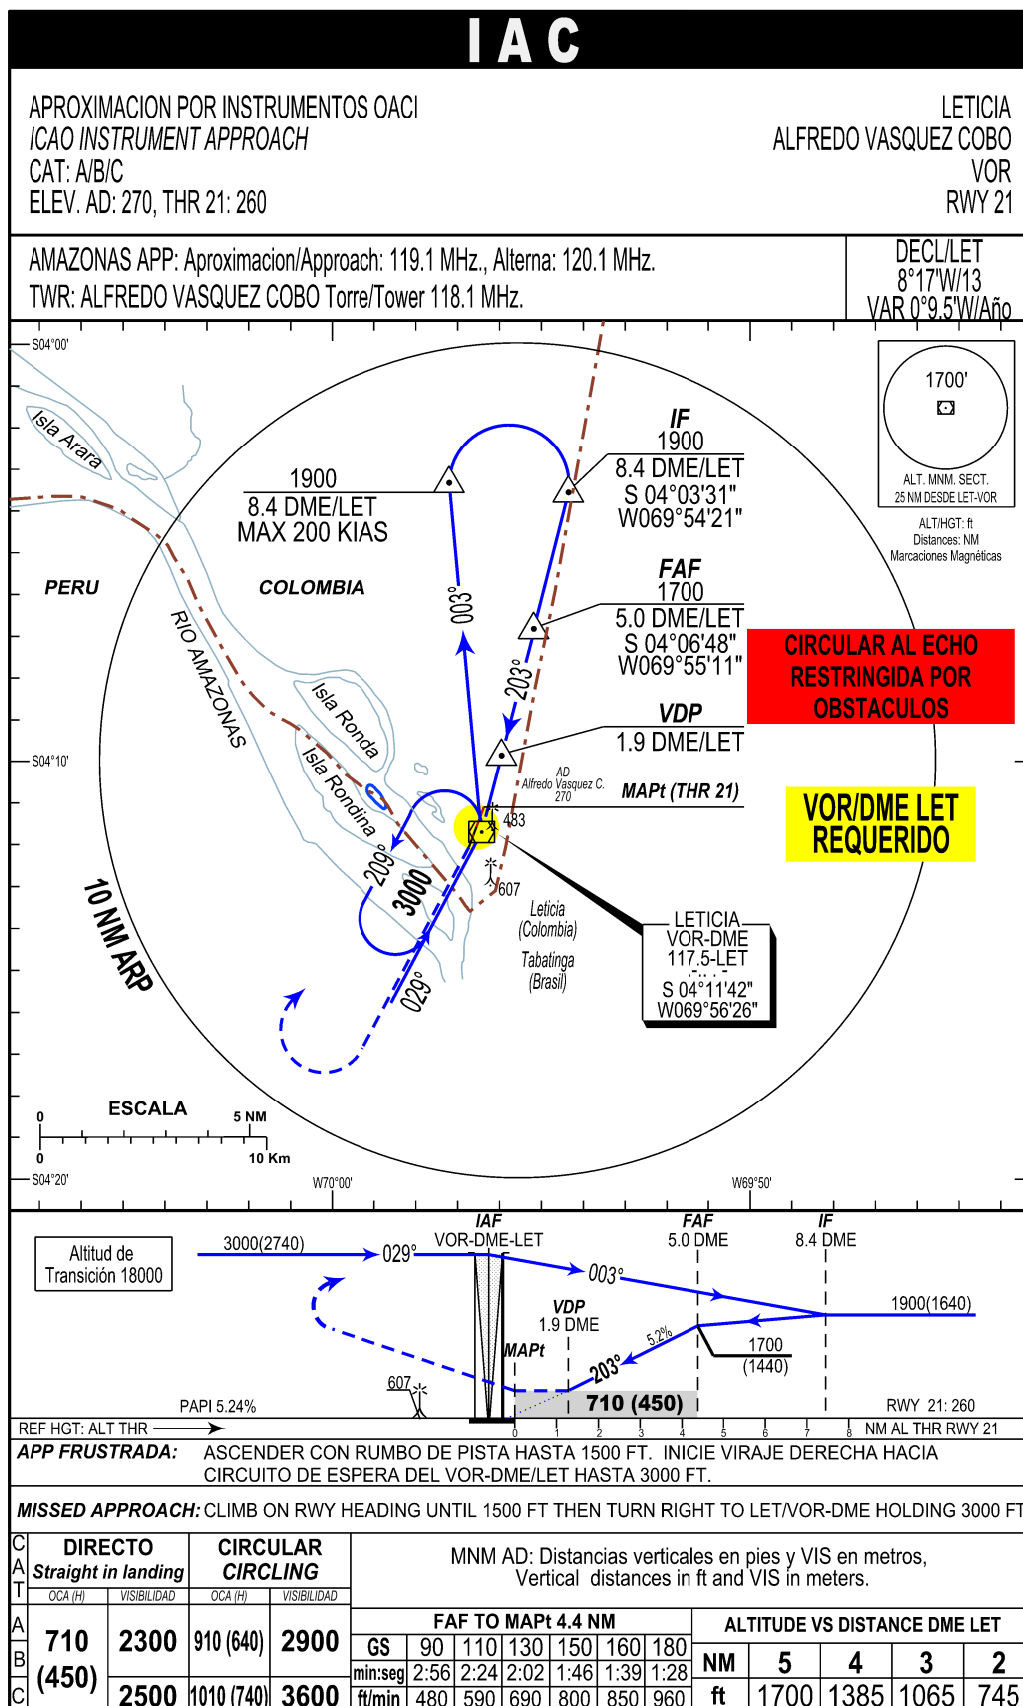 IAC
APROXIMACION POR INSTRUMENTOS OACI
ICAO INSTRUMENT APPROACH
CAT: A/B/C
ELEV. AD: 270, THR 21: 260
LETICIA
ALFREDO VASQUEZ COBO
VOR
RWY 21
AMAZONAS APP: Aproximacion/Approach: 119.1 MHz., Alterna: 120.1 MHz.
TWR: ALFREDO VASQUEZ COBO Torre/Tower 118.1 MHz.
DECL/LET
8°17'W/13
VAR 0°9.5'W/Año
S04°00'
Isla Arara
1700'
ALT. MNM. SECT.
25 NM DESDE LET-VOR
ALT/HGT: ft
Distances: NM
Marcaciones Magnéticas
IF
1900
8.4 DME/LET
S 04°03'31"
W069°54'21"
1900
8.4 DME/LET
MAX 200 KIAS
FAF
1700
5.0 DME/LET
S 04°06'48"
W069°55'11"
PERU
COLOMBIA
003°
203°
RIO AMAZONAS
Isla Ronda
Isla Rondina
CIRCULAR AL ECHO
RESTRINGIDA POR
OBSTACULOS
VDP
1.9 DME/LET
S04°10'
AD
Alfredo Vasquez C.
270
MAPt (THR 21)
VOR/DME LET
REQUERIDO
483
607
209°
3000
029°
10 NM ARP
Leticia
(Colombia)
Tabatinga
(Brasil)
LETICIA
VOR-DME
117.5-LET
.-.. . -
S 04°11'42"
W069°56'26"
ESCALA
0 5 NM
0 10 Km
S04°20'
W70°00'
W69°50'
Altitud de
Transición 18000
3000(2740)
029°
IAF
VOR-DME-LET
003°
FAF
5.0 DME
IF
8.4 DME
1900(1640)
VDP
1.9 DME
MAPt
5.2%
203°
1700
(1440)
607
710 (450)
PAPI 5.24%
RWY 21: 260
REF HGT: ALT THR
0 1 2 3 4 5 6 7 8 NM AL THR RWY 21
APP FRUSTRADA: ASCENDER CON RUMBO DE PISTA HASTA 1500 FT. INICIE VIRAJE DERECHA HACIA
CIRCUITO DE ESPERA DEL VOR-DME/LET HASTA 3000 FT.
MISSED APPROACH: CLIMB ON RWY HEADING UNTIL 1500 FT THEN TURN RIGHT TO LET/VOR-DME HOLDING 3000 FT
CAT
DIRECTO
Straight in landing
CIRCULAR
CIRCLING
OCA (H) VISIBILIDAD OCA (H) VISIBILIDAD
A
B
C
710
(450)
2300
910 (640)
2900
2500
1010 (740)
3600
MNM AD: Distancias verticales en pies y VIS en metros,
Vertical distances in ft and VIS in meters.
FAF TO MAPt 4.4 NM
GS 90 110 130 150 160 180
min:seg 2:56 2:24 2:02 1:46 1:39 1:28
ft/min 480 590 690 800 850 960
ALTITUDE VS DISTANCE DME LET
NM 5 4 3 2
ft 1700 1385 1065 745